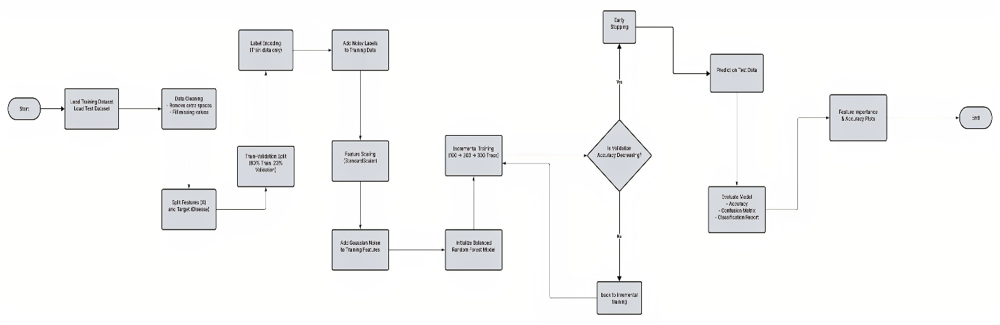 Start
Load Training Dataset
Load Test Dataset
Data Cleaning
- Remove extra spaces
- Fill missing values
Split Features (X)
and Target (Disease)
Train-Validation Split
(80% Train, 20%
Validation)
Label Encoding
(Train data only)
Add Noisy Labels
to Training Data
Feature Scaling
(StandardScaler)
Add Gaussian Noise
to Training Features
Initialize Balanced
Random Forest Model
Incremental Training
(100 → 200 → 300 Trees)
Is Validation
Accuracy Decreasing?
Yes
Early
Stopping
No
back to inremental
training
Predict on Test Data
Evaluate Model
- Accuracy
- Confusion Matrix
- Classification Report
Feature Importance
& Accuracy Plots
End